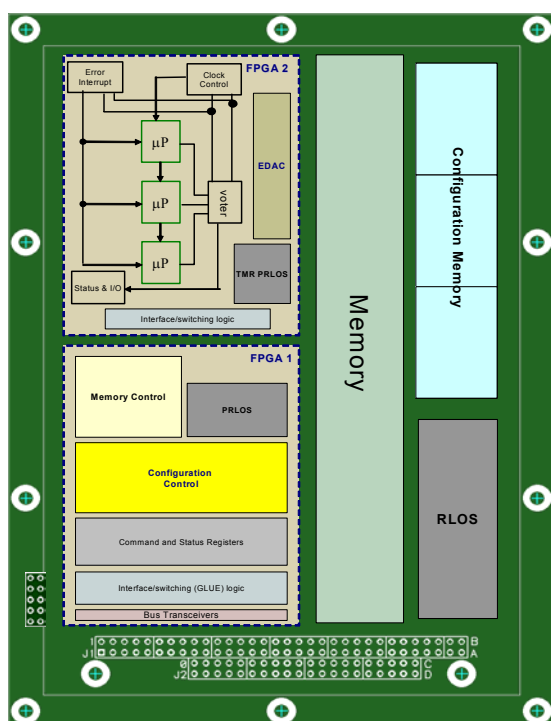 FPGA 2
Error
Interrupt
Clock
Control
µP
µP
µP
voter
EDAC
TMR PRLOS
Status & I/O
Interface/switching logic
FPGA 1
Memory Control
PRLOS
Configuration
Control
Command and Status Registers
Interface/switching (GLUE) logic
Bus Transceivers
Memory
Configuration Memory
RLOS
1
B
J1
A
0
C
J2
D